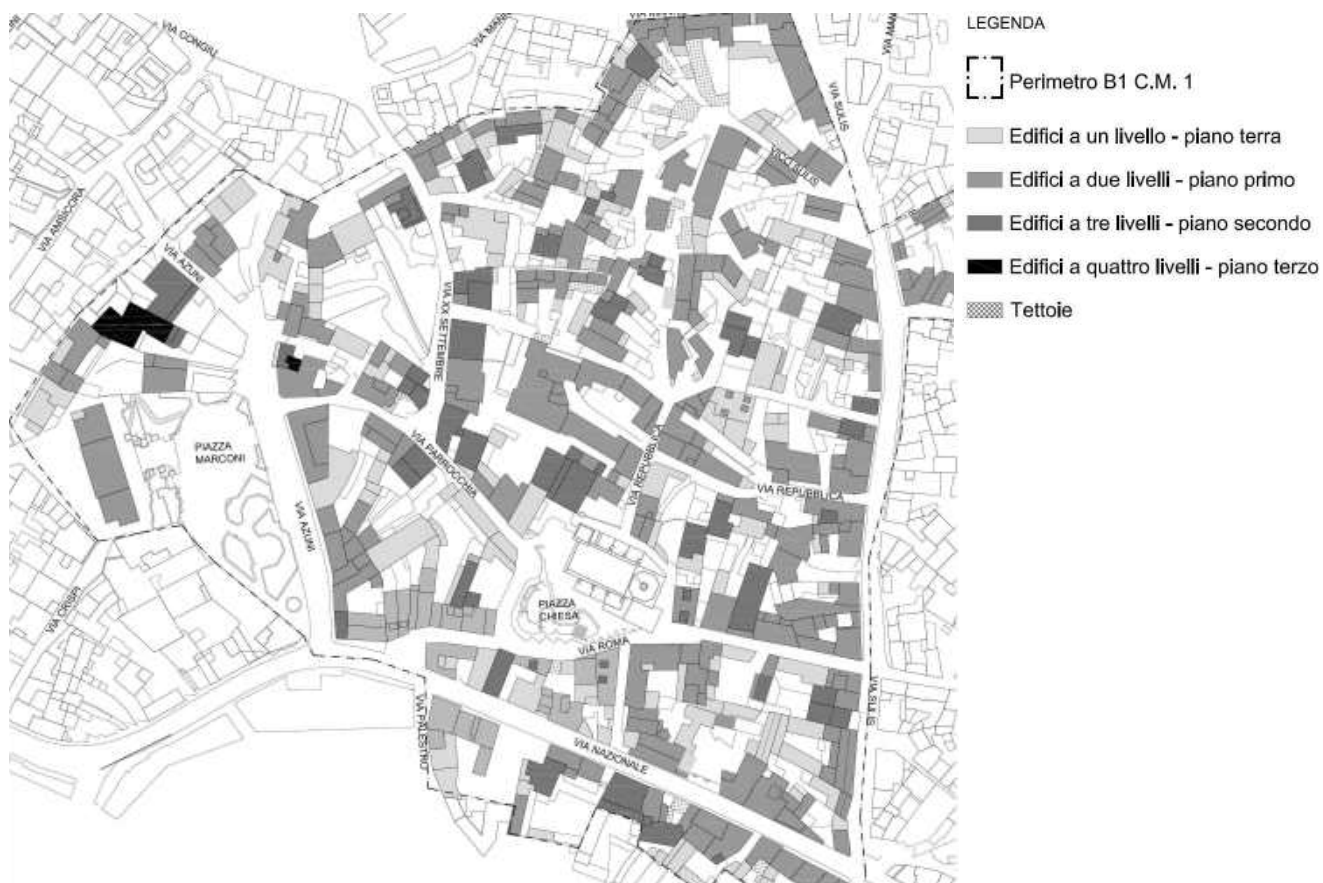 LEGENDA
Perimetro B1 C.M. 1
Edifici a un livello - piano terra
Edifici a due livelli - piano primo
Edifici a tre livelli - piano secondo
Edifici a quattro livelli - piano terzo
Tettoie
VIA CONGIU
VIA SULIS
VICO I SULIS
VIA AMSICORA
VIA AZUNI
VIA XX SETTEMBRE
PIAZZA
MARCONI
VIA PARROCCHIA
VIA REPUBBLICA
VIA REPUBBLICA
VIA AZUNI
VIA CRISPI
PIAZZA
CHIESA
VIA ROMA
VIA PALESTRO
VIA NAZIONALE
VIA SULIS